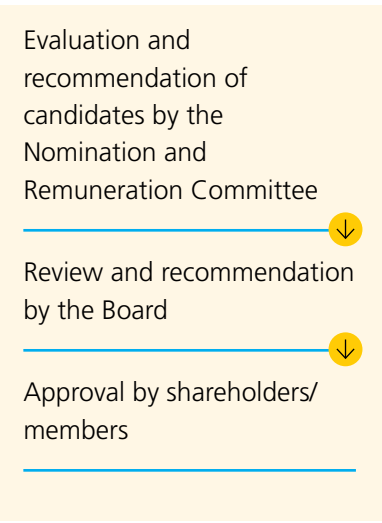 Evaluation and
recommendation of
candidates by the
Nomination and
Remuneration Committee
Review and recommendation
by the Board
Approval by shareholders/
members